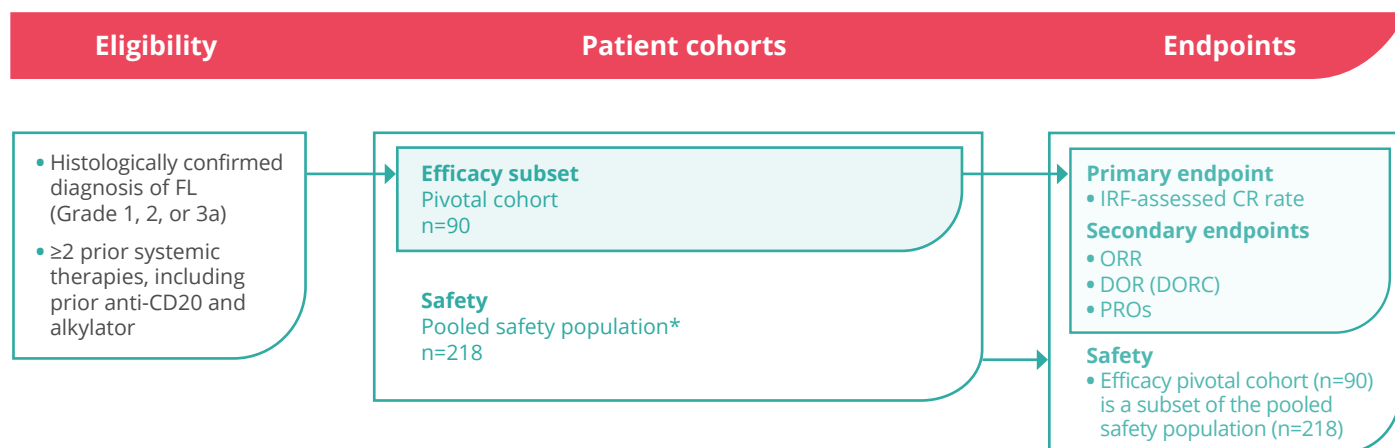 Eligibility
Patient cohorts
Endpoints
• Histologically confirmed
diagnosis of FL
(Grade 1, 2, or 3a)
• ≥2 prior systemic
therapies, including
prior anti-CD20 and
alkylator
Efficacy subset
Pivotal cohort
n=90
Safety
Pooled safety population*
n=218
Primary endpoint
• IRF-assessed CR rate
Secondary endpoints
• ORR
• DOR (DORC)
• PROs
Safety
• Efficacy pivotal cohort (n=90)
is a subset of the pooled
safety population (n=218)